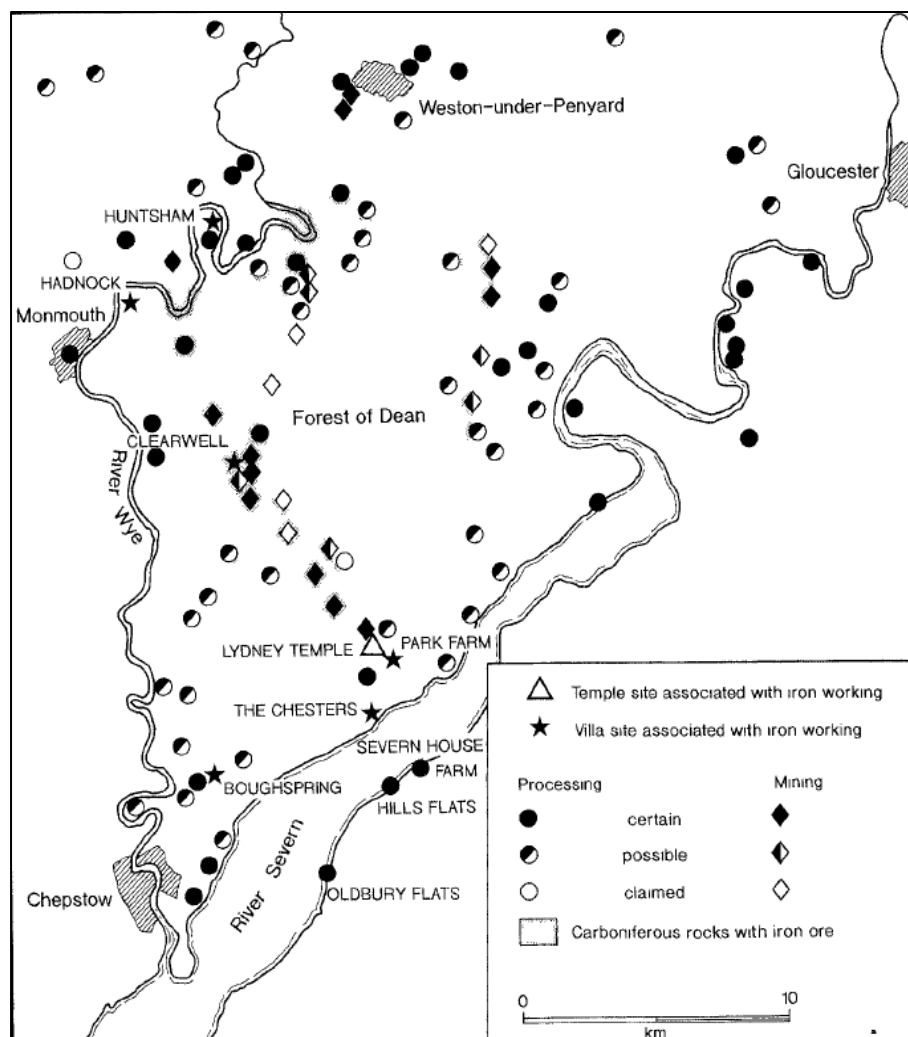 Weston-under-Penyard
Gloucester
HUNTSHAM
HADNOCK
Monmouth
Forest of Dean
CLEARWELL
River Wye
LYDNEY TEMPLE
PARK FARM
THE CHESTERS
SEVERN HOUSE
FARM
BOUGHSPRING
HILLS FLATS
Chepstow
River Severn
OLDBURY FLATS
Temple site associated with iron working
Villa site associated with iron working
Processing Mining
certain
possible
claimed
Carboniferous rocks with iron ore
0 10
km